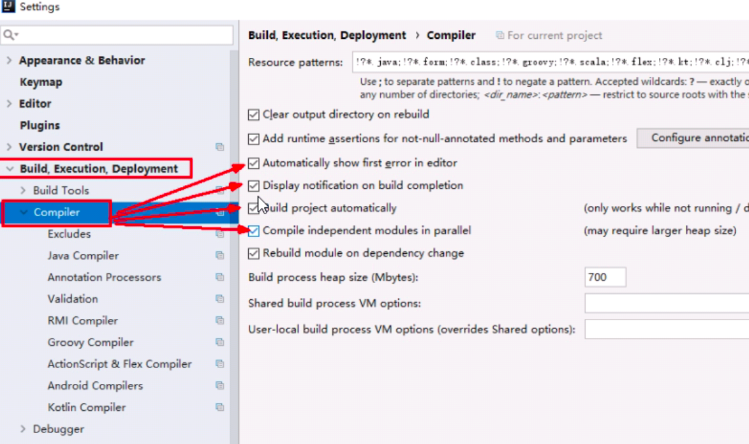 Settings
Build, Execution, Deployment › Compiler For current project
Appearance & Behavior
Keymap
Editor
Plugins
Version Control
Build, Execution, Deployment
Build Tools
Compiler
Excludes
Java Compiler
Annotation Processors
Validation
RMI Compiler
Groovy Compiler
ActionScript & Flex Compiler
Android Compilers
Kotlin Compiler
Debugger
Resource patterns: !?*.java;!?*.form;!?*.class;!?*.groovy;!?*.scala;!?*.flex;!?*.kt;!?*.clj;!?*
Use ; to separate patterns and ! to negate a pattern. Accepted wildcards: ? — exactly o
any number of directories; <dir_name>:<pattern> — restrict to source roots with the
Clear output directory on rebuild
Add runtime assertions for not-null-annotated methods and parameters Configure annotatio
Automatically show first error in editor
Display notification on build completion
Build project automatically (only works while not running / d
Compile independent modules in parallel (may require larger heap size)
Rebuild module on dependency change
Build process heap size (Mbytes): 700
Shared build process VM options:
User-local build process VM options (overrides Shared options):